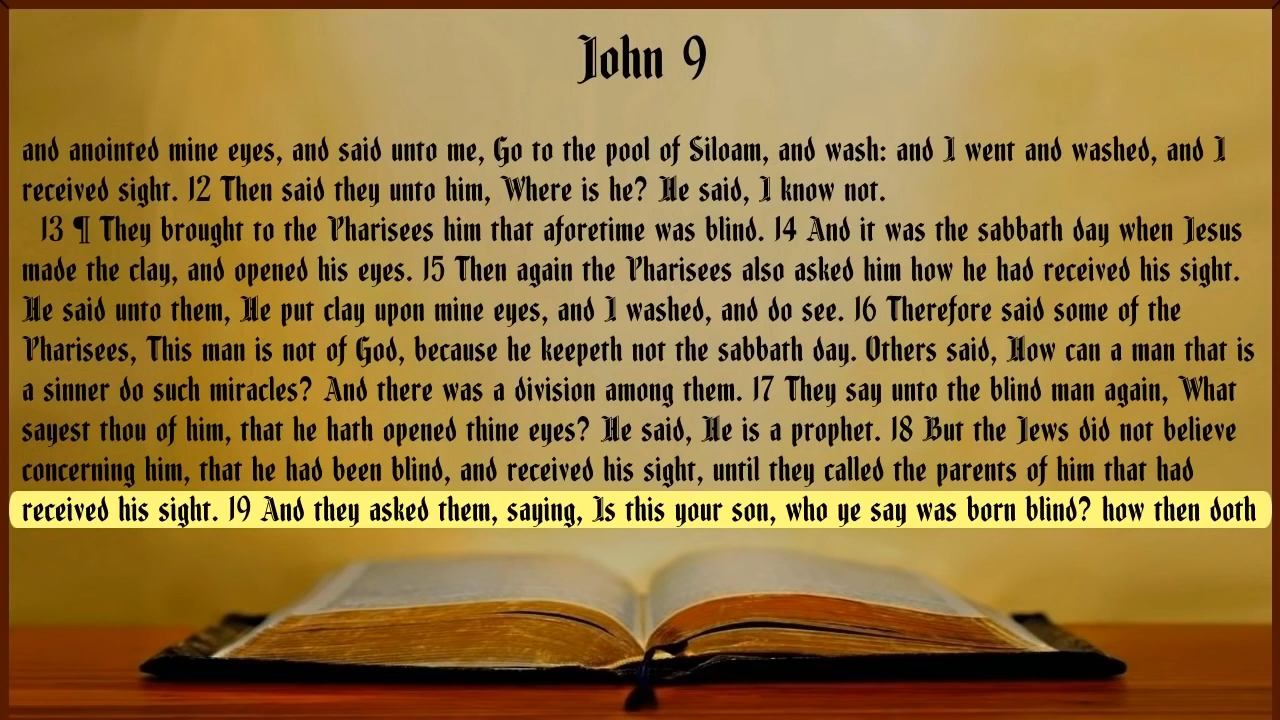 John 9
and anointed mine eyes, and said unto me, Go to the pool of Siloam, and wash: and I went and washed, and I
received sight. 12 Then said they unto him, Where is he? He said, I know not.
13 ¶ They brought to the Pharisees him that aforetime was blind. 14 And it was the sabbath day when Jesus
made the clay, and opened his eyes. 15 Then again the Pharisees also asked him how he had received his sight.
He said unto them, He put clay upon mine eyes, and I washed, and do see. 16 Therefore said some of the
Pharisees, This man is not of God, because he keepeth not the sabbath day. Others said, How can a man that is
a sinner do such miracles? And there was a division among them. 17 They say unto the blind man again, What
sayest thou of him, that he hath opened thine eyes? He said, He is a prophet. 18 But the Jews did not believe
concerning him, that he had been blind, and received his sight, until they called the parents of him that had
received his sight. 19 And they asked them, saying, Is this your son, who ye say was born blind? how then doth